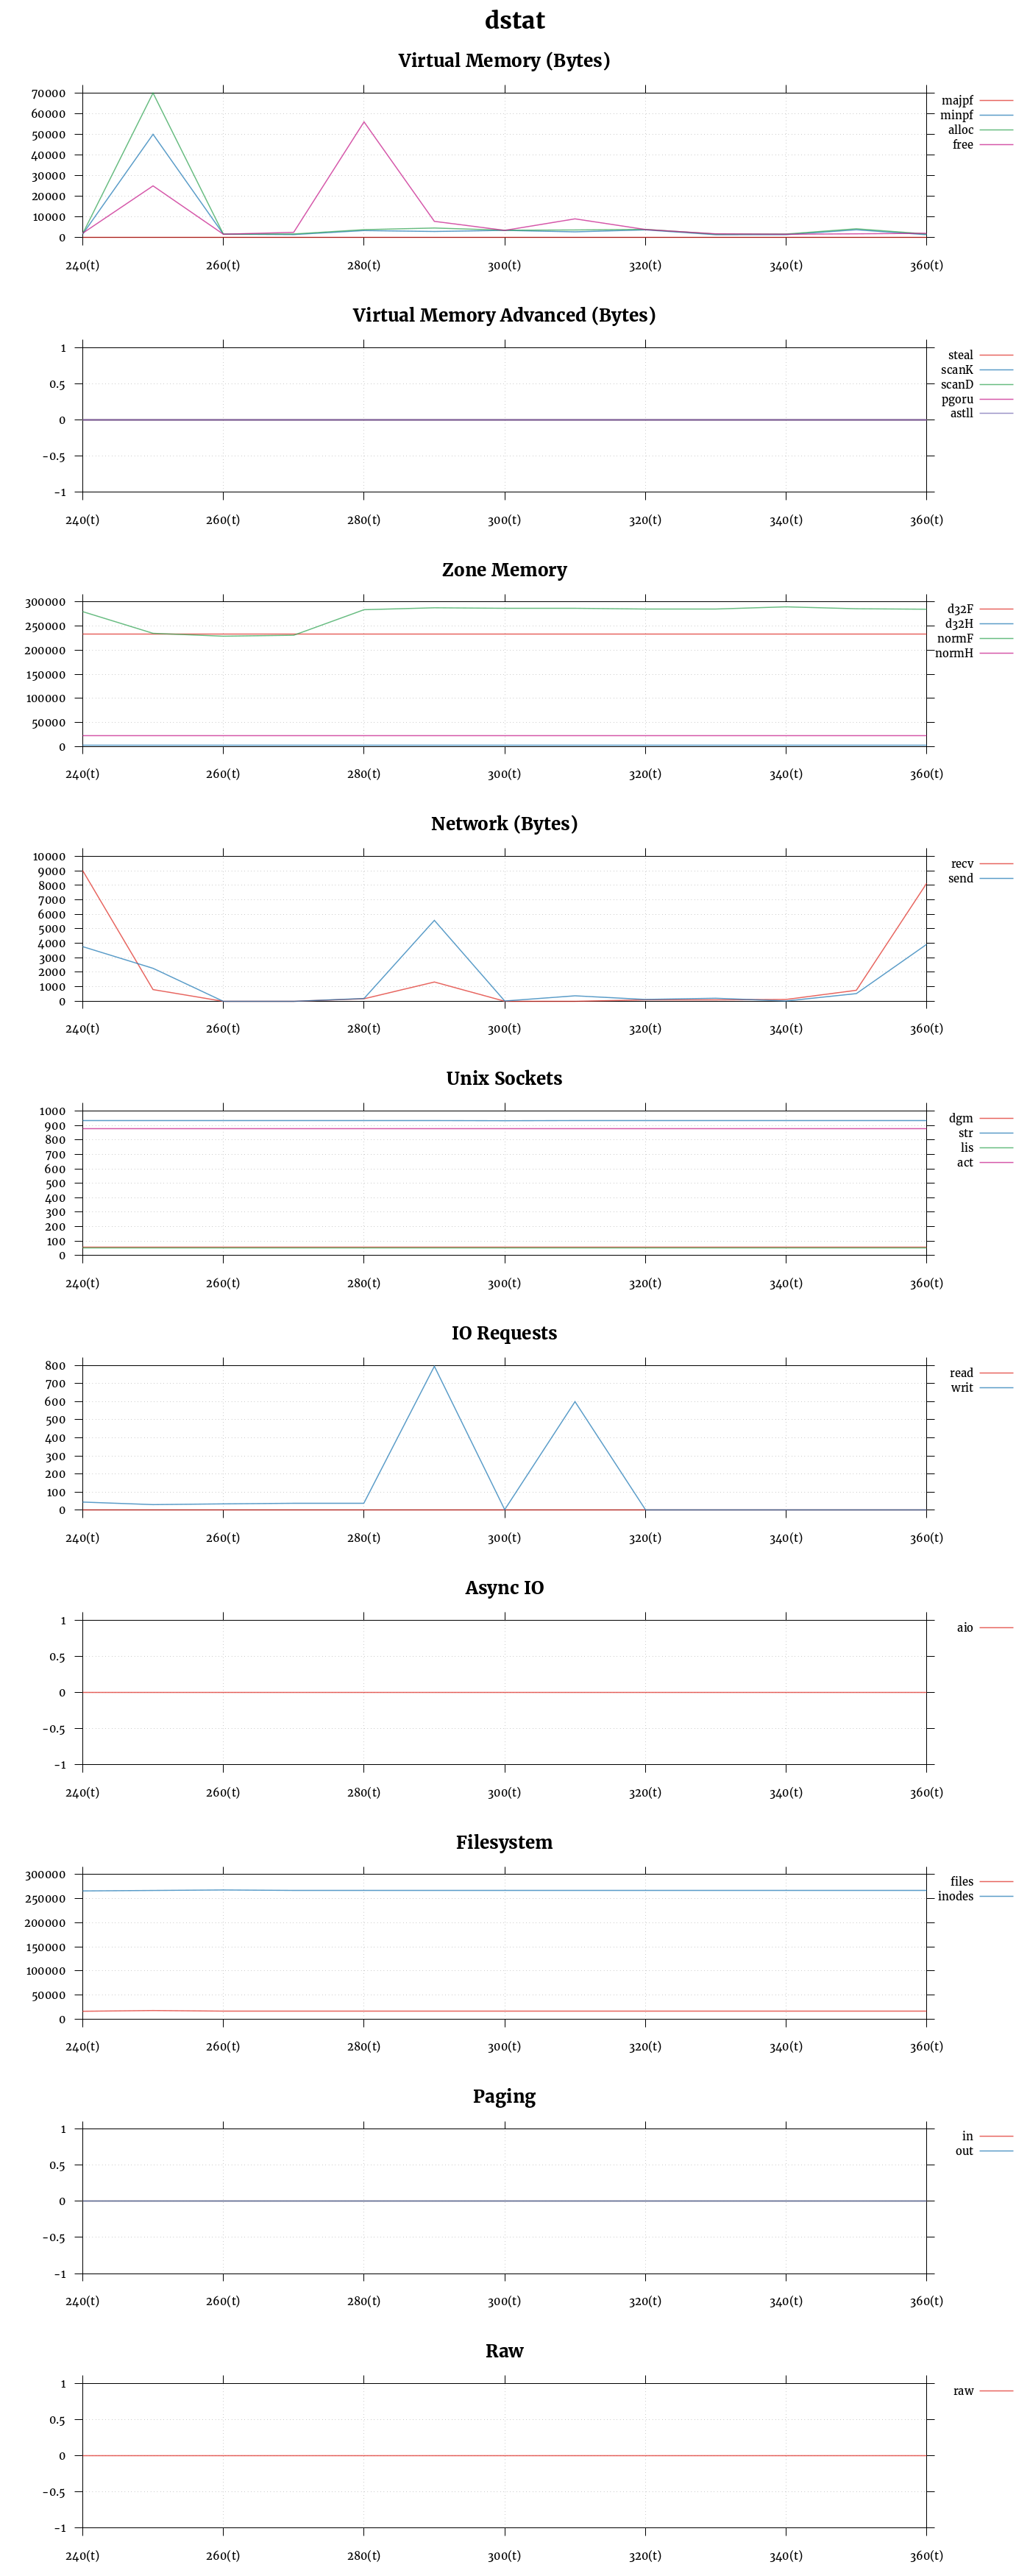 dstat
Virtual Memory (Bytes)
70000
60000
50000
40000
30000
20000
10000
0
240(t) 260(t) 280(t) 300(t) 320(t) 340(t) 360(t)
majpf
minpf
alloc
free
Virtual Memory Advanced (Bytes)
1
0.5
0
-0.5
-1
240(t) 260(t) 280(t) 300(t) 320(t) 340(t) 360(t)
steal
scanK
scanD
pgoru
astll
Zone Memory
300000
250000
200000
150000
100000
50000
0
240(t) 260(t) 280(t) 300(t) 320(t) 340(t) 360(t)
d32F
d32H
normF
normH
Network (Bytes)
10000
9000
8000
7000
6000
5000
4000
3000
2000
1000
0
240(t) 260(t) 280(t) 300(t) 320(t) 340(t) 360(t)
recv
send
Unix Sockets
1000
900
800
700
600
500
400
300
200
100
0
240(t) 260(t) 280(t) 300(t) 320(t) 340(t) 360(t)
dgm
str
lis
act
IO Requests
800
700
600
500
400
300
200
100
0
240(t) 260(t) 280(t) 300(t) 320(t) 340(t) 360(t)
read
writ
Async IO
1
0.5
0
-0.5
-1
240(t) 260(t) 280(t) 300(t) 320(t) 340(t) 360(t)
aio
Filesystem
300000
250000
200000
150000
100000
50000
0
240(t) 260(t) 280(t) 300(t) 320(t) 340(t) 360(t)
files
inodes
Paging
1
0.5
0
-0.5
-1
240(t) 260(t) 280(t) 300(t) 320(t) 340(t) 360(t)
in
out
Raw
1
0.5
0
-0.5
-1
240(t) 260(t) 280(t) 300(t) 320(t) 340(t) 360(t)
raw